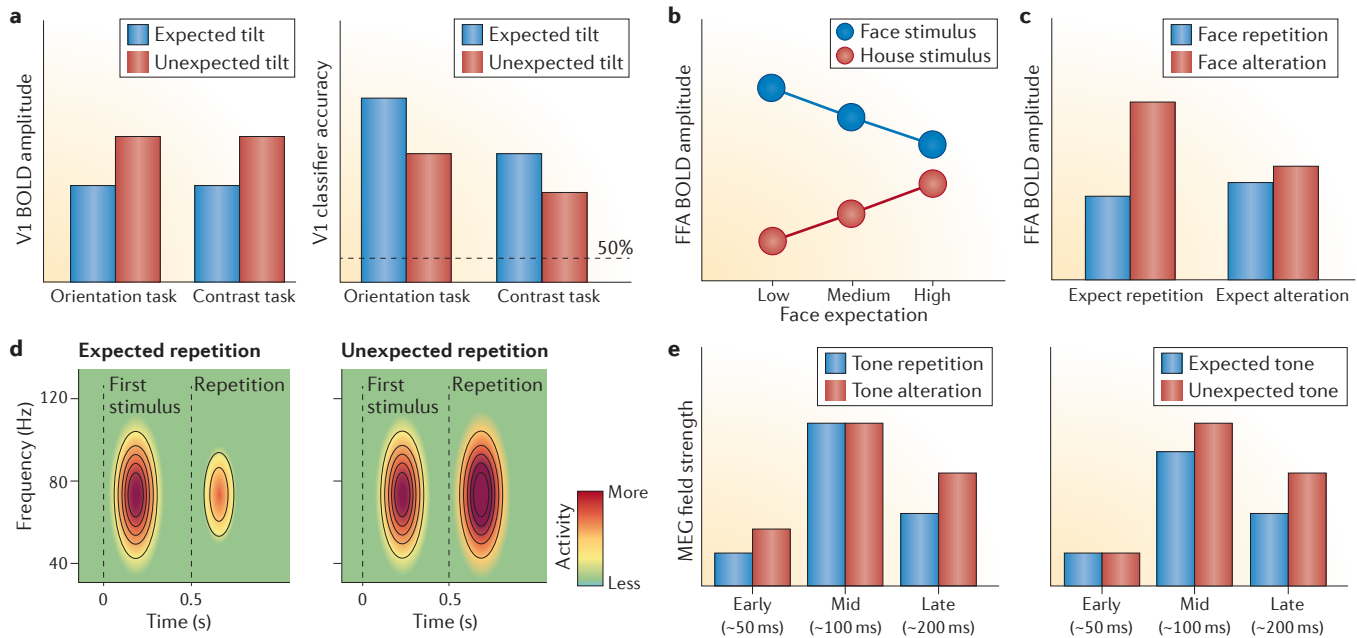 a
V1 BOLD amplitude
Expected tilt
Unexpected tilt
Orientation task
Contrast task
V1 classifier accuracy
Expected tilt
Unexpected tilt
50%
Orientation task
Contrast task
b
FFA BOLD amplitude
Face stimulus
House stimulus
Low
Medium
High
Face expectation
c
FFA BOLD amplitude
Face repetition
Face alteration
Expect repetition
Expect alteration
d
Expected repetition
Frequency (Hz)
120
80
40
First
stimulus
Repetition
0
0.5
Time (s)
Unexpected repetition
First
stimulus
Repetition
0
0.5
Time (s)
Activity
More
Less
e
MEG field strength
Tone repetition
Tone alteration
Early
(~50 ms)
Mid
(~100 ms)
Late
(~200 ms)
Expected tone
Unexpected tone
Early
(~50 ms)
Mid
(~100 ms)
Late
(~200 ms)